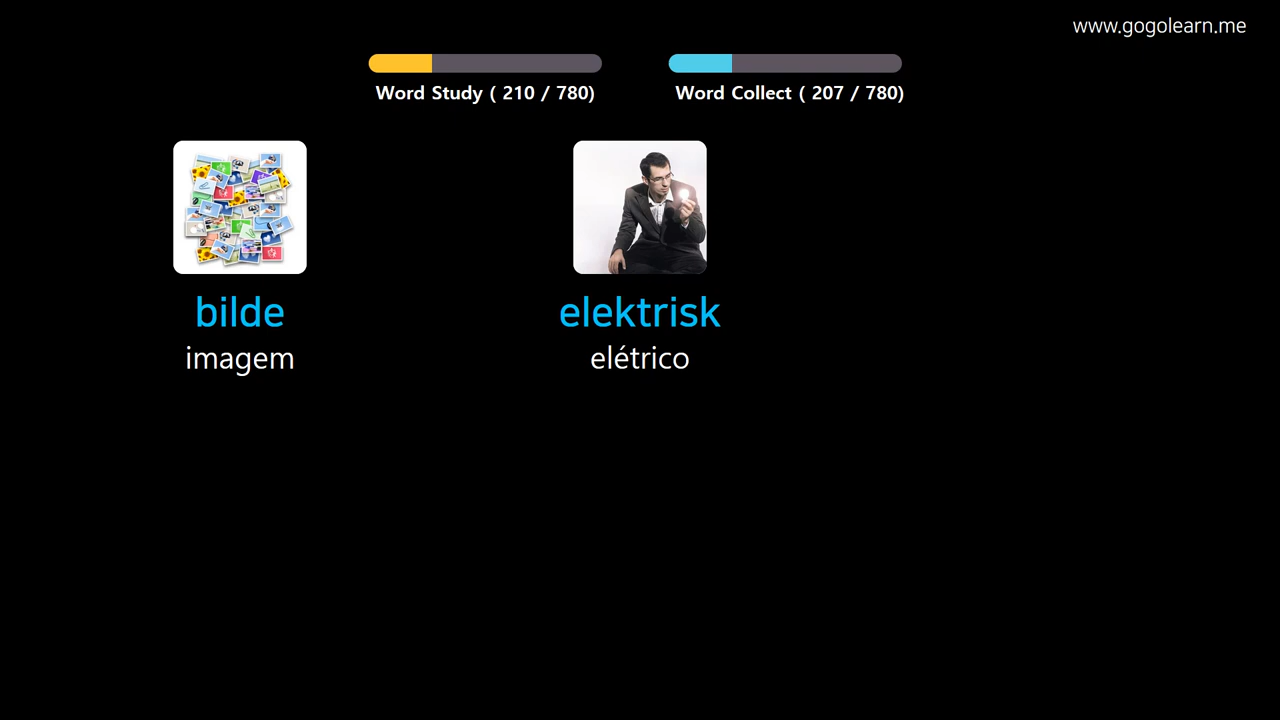 www.gogolearn.me
Word Study ( 210 / 780)
Word Collect ( 207 / 780)
bilde
imagem
elektrisk
elétrico